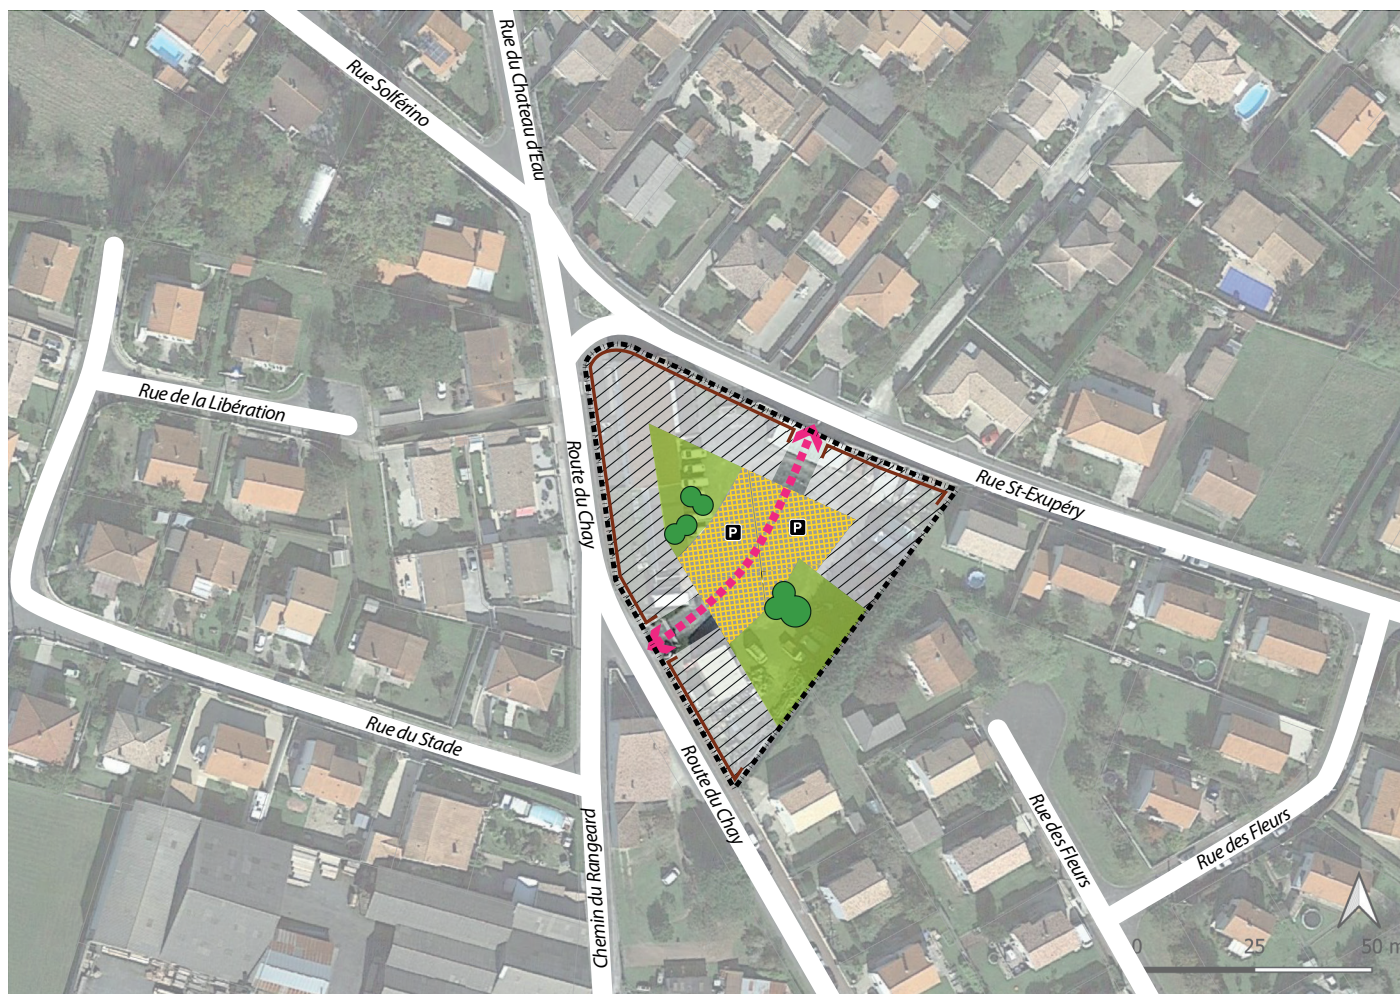 Rue Solférino
Rue du Chateau d'Eau
Rue de la Libération
Route du Chay
Rue St-Exupéry
P
P
Rue du Stade
Route du Chay
Chemin du Rangeard
Rue des Fleurs
Rue des Fleurs
0 25 50 m